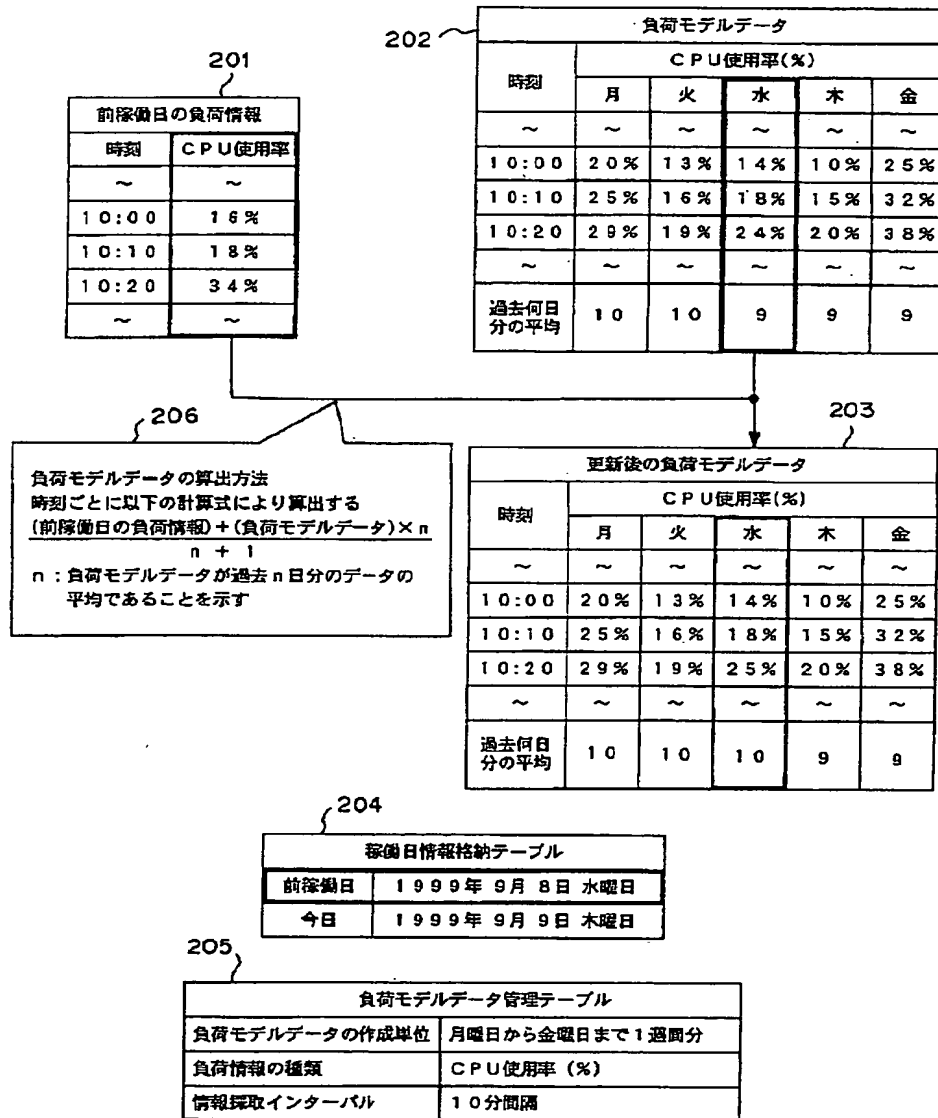 201
前稼働日の負荷情報
時刻 CPU使用率
～ ～
10:00 16%
10:10 18%
10:20 34%
～ ～
202
負荷モデルデータ
時刻 CPU使用率(%)
月 火 水 木 金
～ ～ ～ ～ ～ ～
10:00 20% 13% 14% 10% 25%
10:10 25% 16% 18% 15% 32%
10:20 29% 19% 24% 20% 38%
～ ～ ～ ～ ～ ～
過去何日
分の平均 10 10 9 9 9
206
負荷モデルデータの算出方法
時刻ごとに以下の計算式により算出する
(前稼働日の負荷情報)+(負荷モデルデータ)×n
n + 1
n：負荷モデルデータが過去n日分のデータの
平均であることを示す
203
更新後の負荷モデルデータ
時刻 CPU使用率(%)
月 火 水 木 金
～ ～ ～ ～ ～ ～
10:00 20% 13% 14% 10% 25%
10:10 25% 16% 18% 15% 32%
10:20 29% 19% 25% 20% 38%
～ ～ ～ ～ ～ ～
過去何日
分の平均 10 10 10 9 9
204
稼働日情報格納テーブル
前稼働日 1999年 9月 8日 水曜日
今日 1999年 9月 9日 木曜日
205
負荷モデルデータ管理テーブル
負荷モデルデータの作成単位 月曜日から金曜日まで1週間分
負荷情報の種類 CPU使用率 (%)
情報採取インターバル 10分間隔